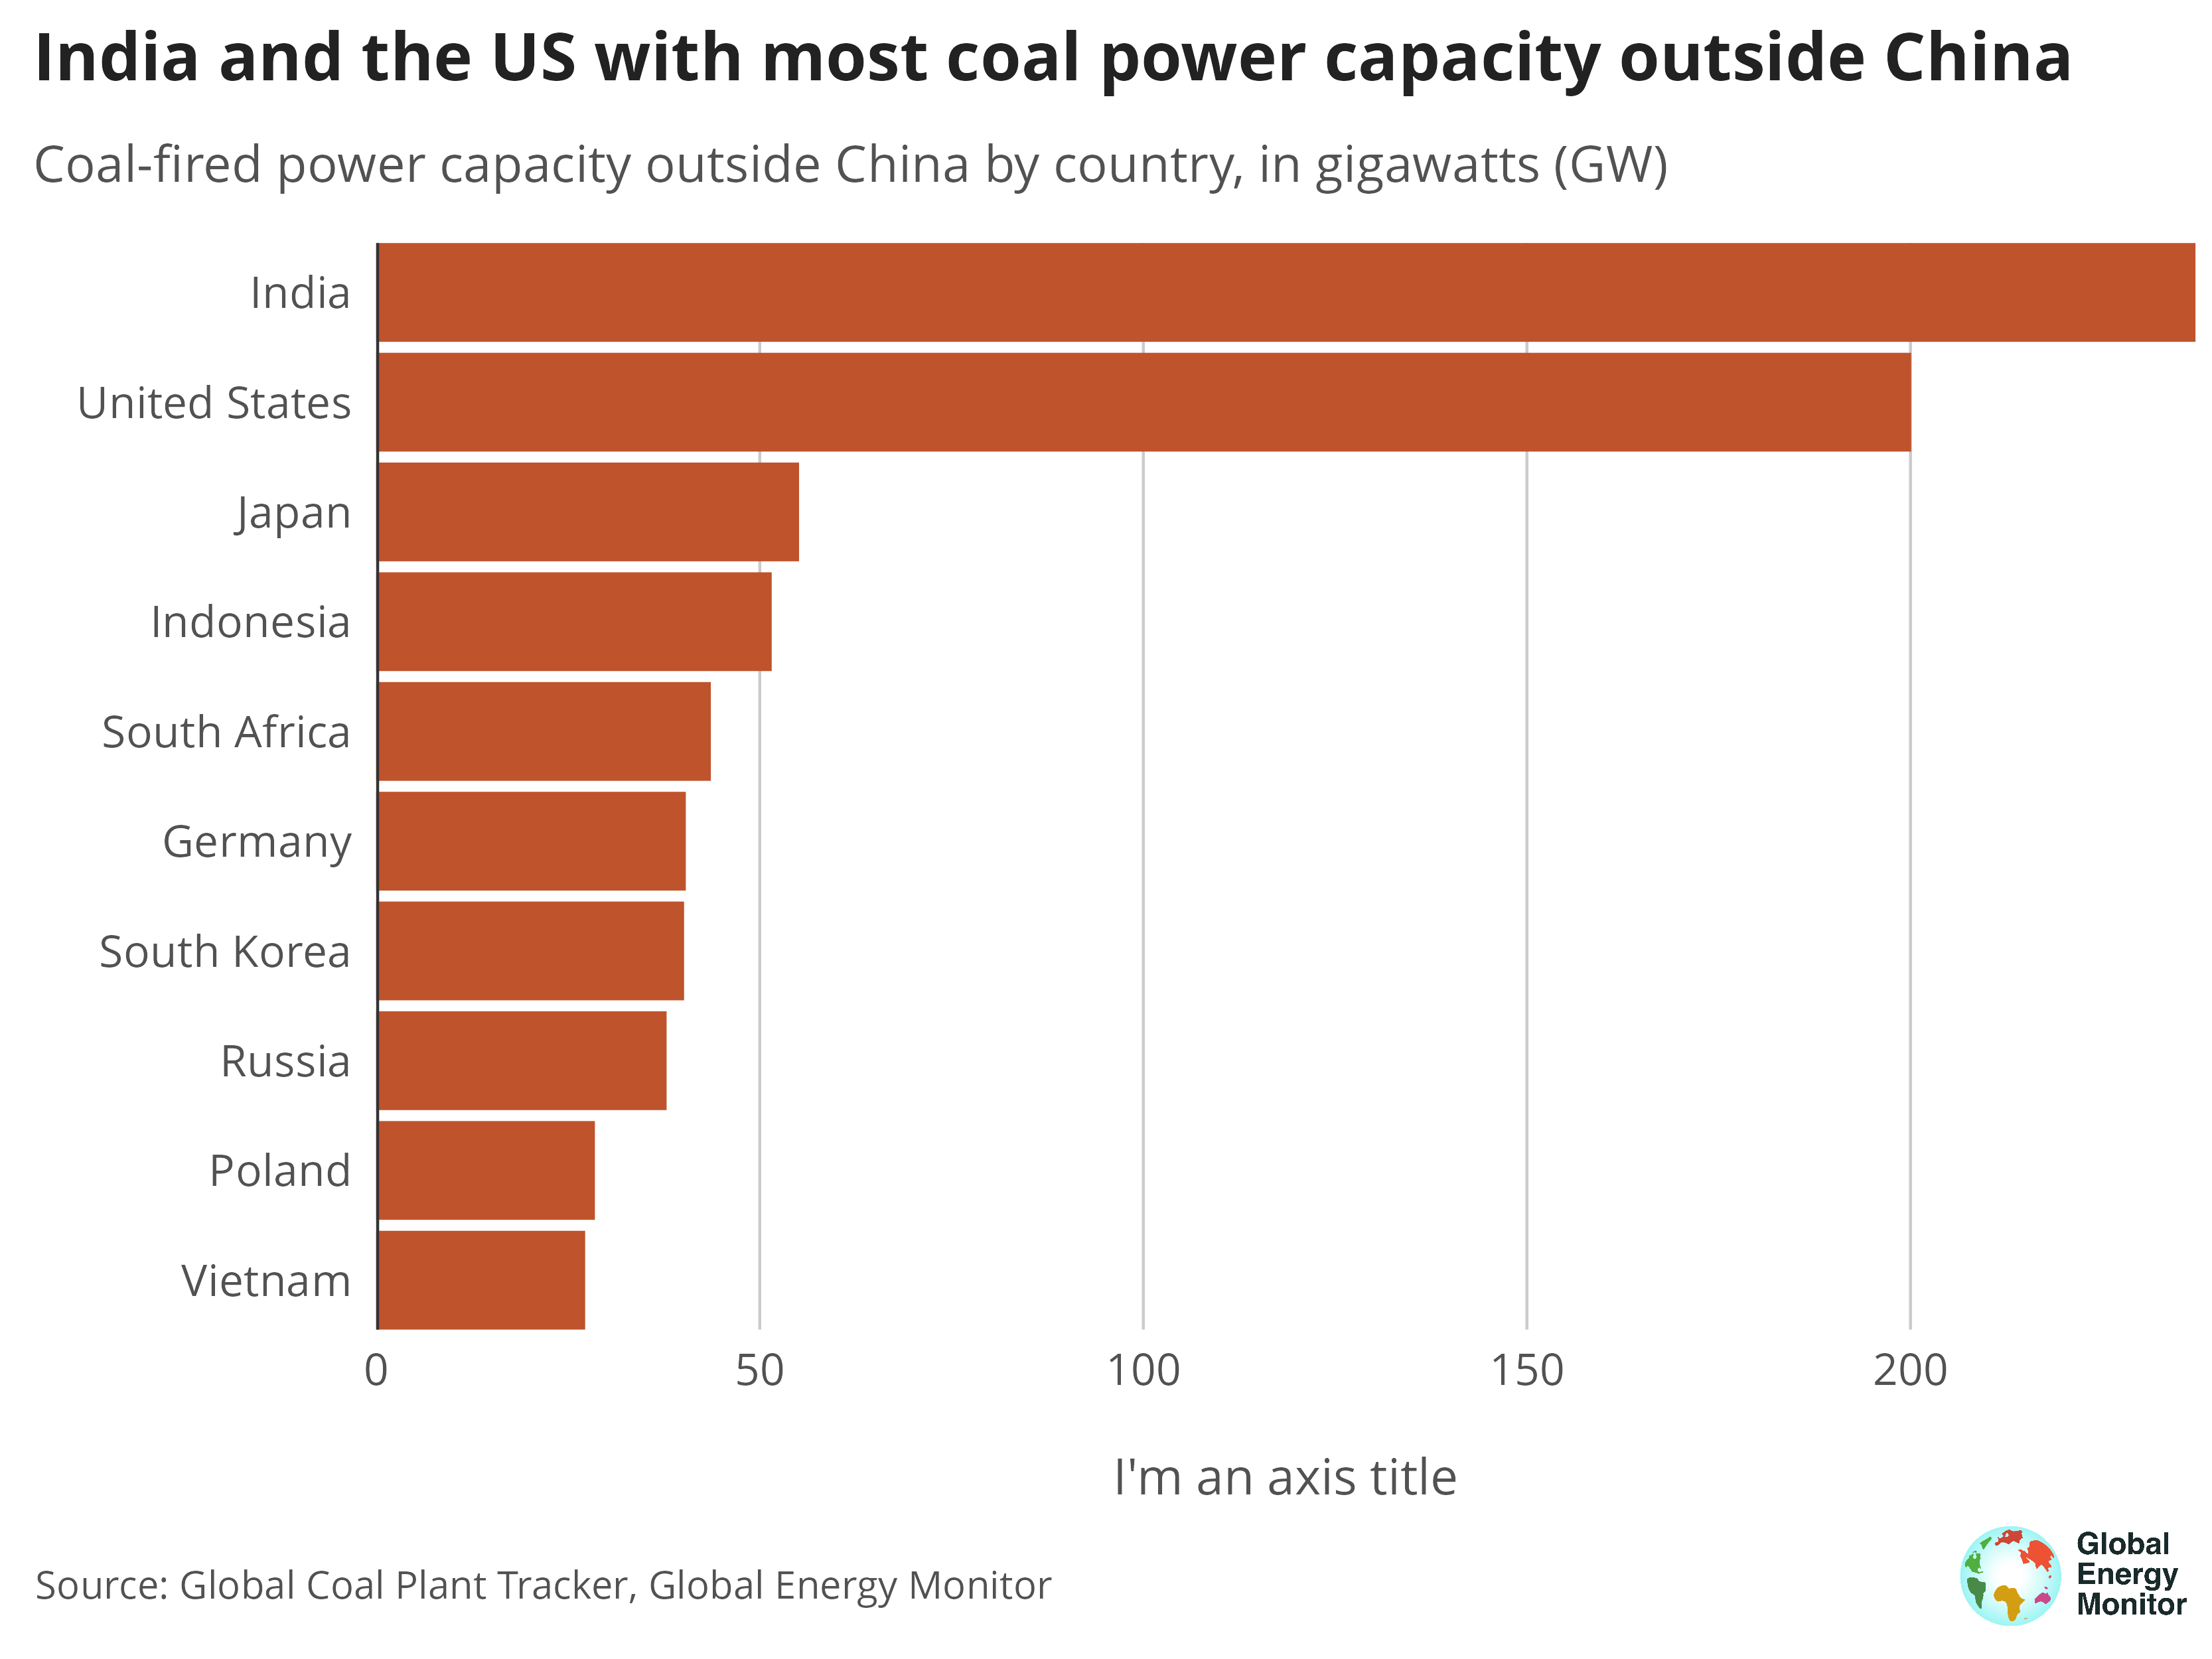 India and the US with most coal power capacity outside China
Coal-fired power capacity outside China by country, in gigawatts (GW)
India
United States
Japan
Indonesia
South Africa
Germany
South Korea
Russia
Poland
Vietnam
0 50 100 150 200
I'm an axis title
Source: Global Coal Plant Tracker, Global Energy Monitor
Global
Energy
Monitor